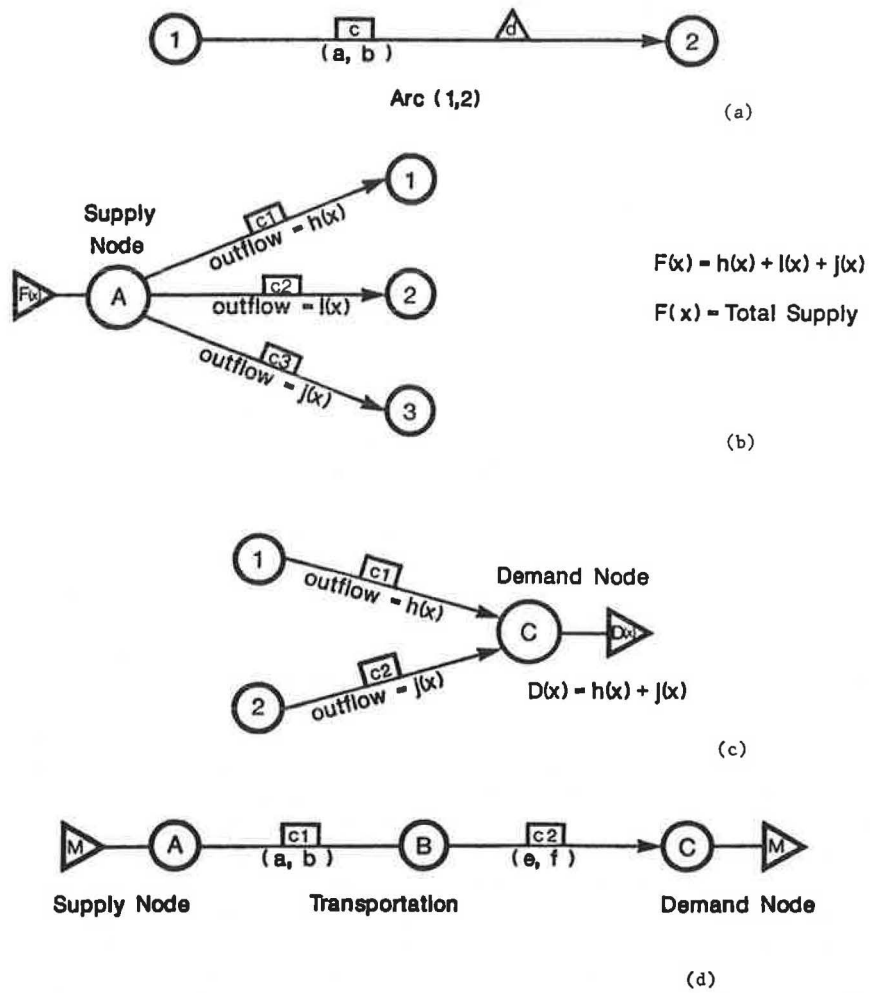 1
c
(a, b)
d
2
Arc (1,2)
(a)
Supply
Node
F(x)
A
c1
outflow = h(x)
1
c2
outflow = l(x)
2
c3
outflow = j(x)
3
F(x) = h(x) + l(x) + j(x)
F(x) = Total Supply
(b)
1
c1
outflow = h(x)
2
c2
outflow = j(x)
Demand Node
C
D(x)
D(x) = h(x) + j(x)
(c)
M
A
c1
(a, b)
B
c2
(e, f)
C
M
Supply Node
Transportation
Demand Node
(d)